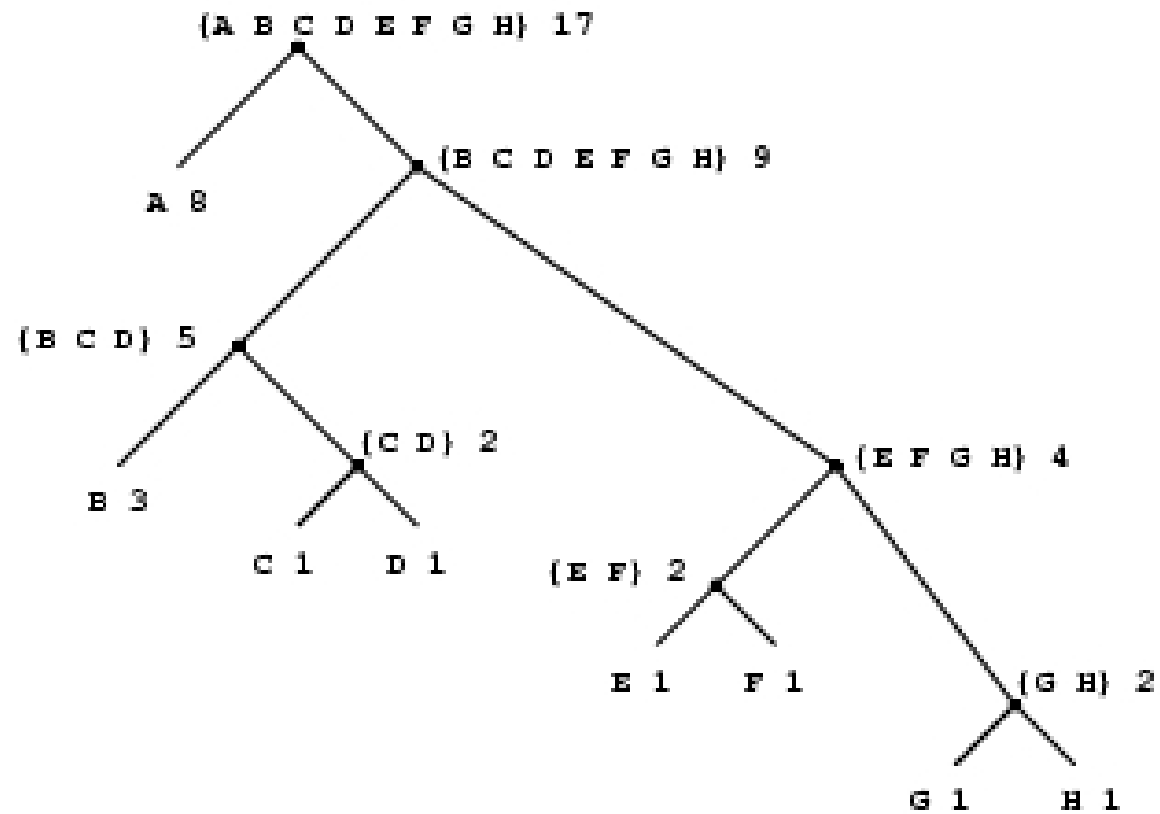 {A B C D E F G H} 17
{B C D E F G H} 9
A 8
{B C D} 5
{C D} 2
{E F G H} 4
B 3
C 1
D 1
{E F} 2
E 1
F 1
{G H} 2
G 1
H 1